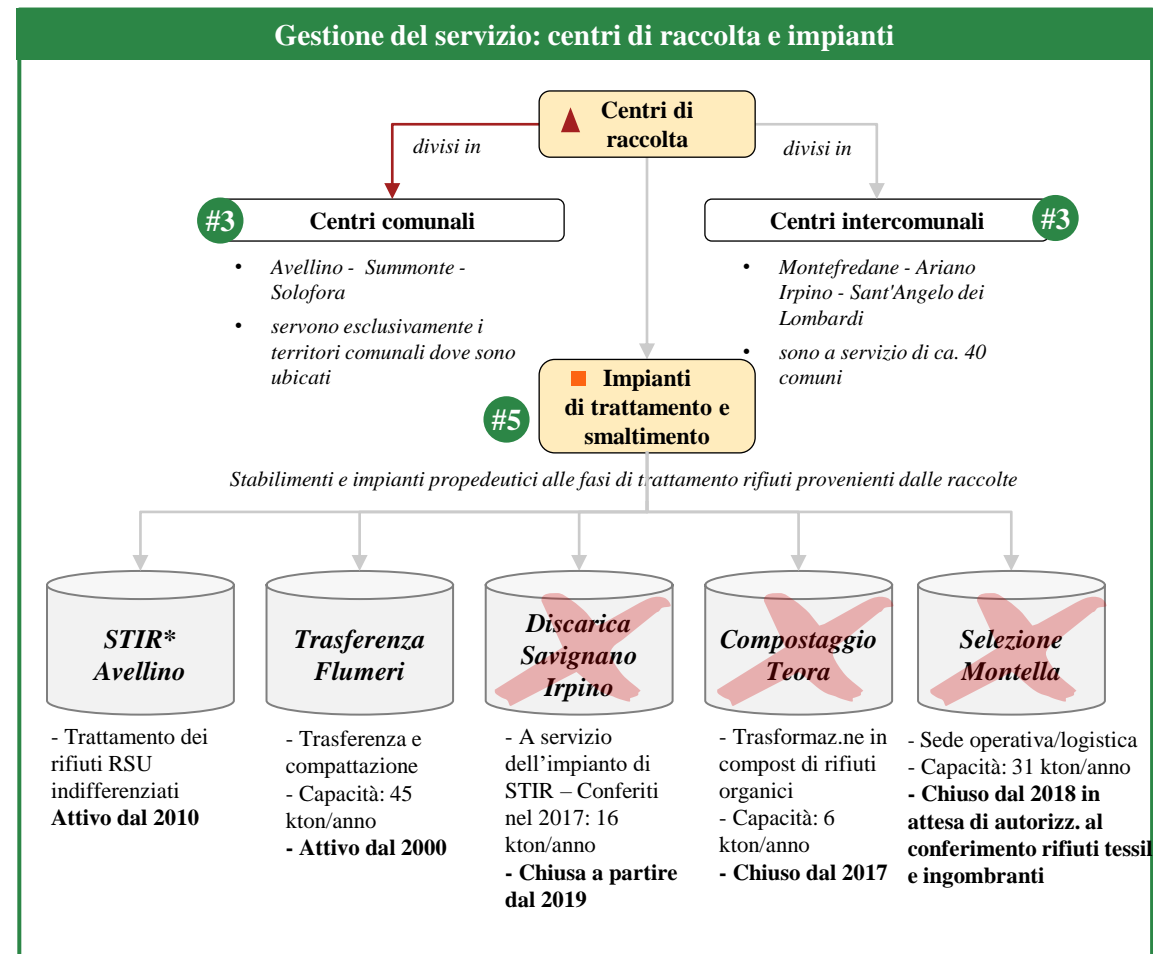 Gestione del servizio: centri di raccolta e impianti
Centri di
raccolta
divisi in
divisi in
#3
Centri comunali
• Avellino - Summonte -
Solofora
• servono esclusivamente i
territori comunali dove sono
ubicati
Centri intercomunali
#3
• Montefredane - Ariano
Irpino - Sant'Angelo dei
Lombardi
• sono a servizio di ca. 40
comuni
#5
Impianti
di trattamento e
smaltimento
Stabilimenti e impianti propedeutici alle fasi di trattamento rifiuti provenienti dalle raccolte
STIR*
Avellino
- Trattamento dei
rifiuti RSU
indifferenziati
Attivo dal 2010
Trasferenza
Flumeri
- Trasferenza e
compattazione
- Capacità: 45
kton/anno
- Attivo dal 2000
Discarica
Savignano
Irpino
- A servizio
dell’impianto di
STIR – Conferiti
nel 2017: 16
kton/anno
- Chiusa a partire
dal 2019
Compostaggio
Teora
- Trasformaz.ne in
compost di rifiuti
organici
- Capacità: 6
kton/anno
- Chiuso dal 2017
Selezione
Montella
- Sede operativa/logistica
- Capacità: 31 kton/anno
- Chiuso dal 2018 in
attesa di autorizz. al
conferimento rifiuti tessil
e ingombranti